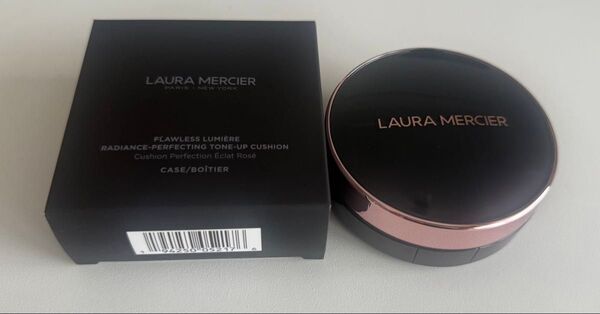 LAURA MERCIER
PARIS - NEW YORK
FLAWLESS LUMIÈRE
RADIANCE-PERFECTING TONE-UP CUSHION
Cushion Perfection Éclat Rosé
CASE/BOÎTIER
LAURA MERCIER